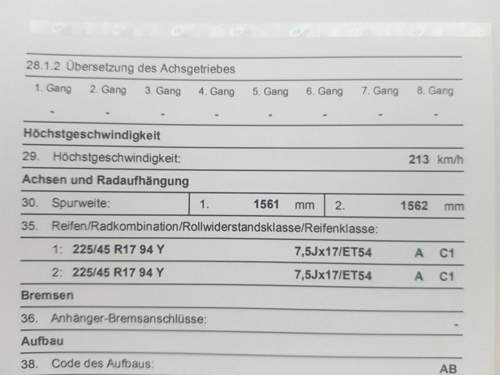 28.1.2 Übersetzung des Achsgetriebes
1. Gang 2. Gang 3. Gang 4. Gang 5. Gang 6. Gang 7. Gang 8. Gang
- - - - - - - -
Höchstgeschwindigkeit
29. Höchstgeschwindigkeit: 213 km/h
Achsen und Radaufhängung
30. Spurweite: 1. 1561 mm 2. 1562 mm
35. Reifen/Radkombination/Rollwiderstandsklasse/Reifenklasse:
1: 225/45 R17 94 Y 7,5Jx17/ET54 A C1
2: 225/45 R17 94 Y 7,5Jx17/ET54 A C1
Bremsen
36. Anhänger-Bremsanschlüsse: -
Aufbau
38. Code des Aufbaus: AB